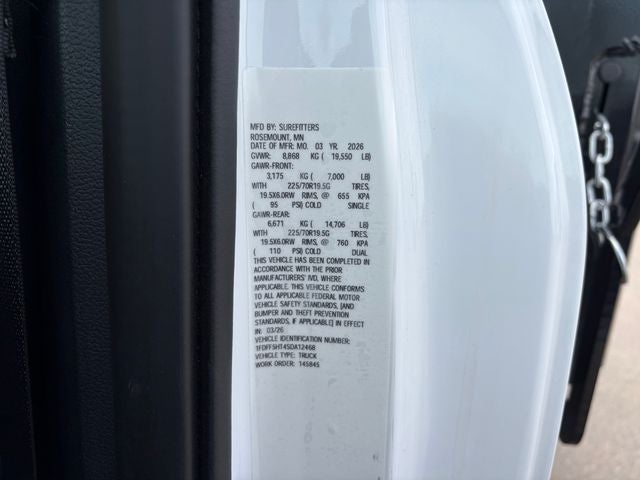 MFD BY: SUREFITTERS
ROSEMOUNT, MN
DATE OF MFR: MO. 03 YR. 2026
GVWR: 8,868 KG ( 19,550 LB)
GAWR-FRONT:
3,175 KG ( 7,000 LB)
WITH 225/70R19.5G TIRES,
19.5X6.0RW RIMS, @ 655 KPA
( 95 PSI) COLD SINGLE
GAWR-REAR:
6,671 KG ( 14,706 LB)
WITH 225/70R19.5G TIRES,
19.5X6.0RW RIMS, @ 760 KPA
( 110 PSI) COLD DUAL
THIS VEHICLE HAS BEEN COMPLETED IN
ACCORDANCE WITH THE PRIOR
MANUFACTURERS' IVD, WHERE
APPLICABLE. THIS VEHICLE CONFORMS
TO ALL APPLICABLE FEDERAL MOTOR
VEHICLE SAFETY STANDARDS, [AND
BUMPER AND THEFT PREVENTION
STANDARDS, IF APPLICABLE] IN EFFECT
IN: 03/26
VEHICLE IDENTIFICATION NUMBER:
1FDFF5HT4SDA12468
VEHICLE TYPE: TRUCK
WORK ORDER: 145845